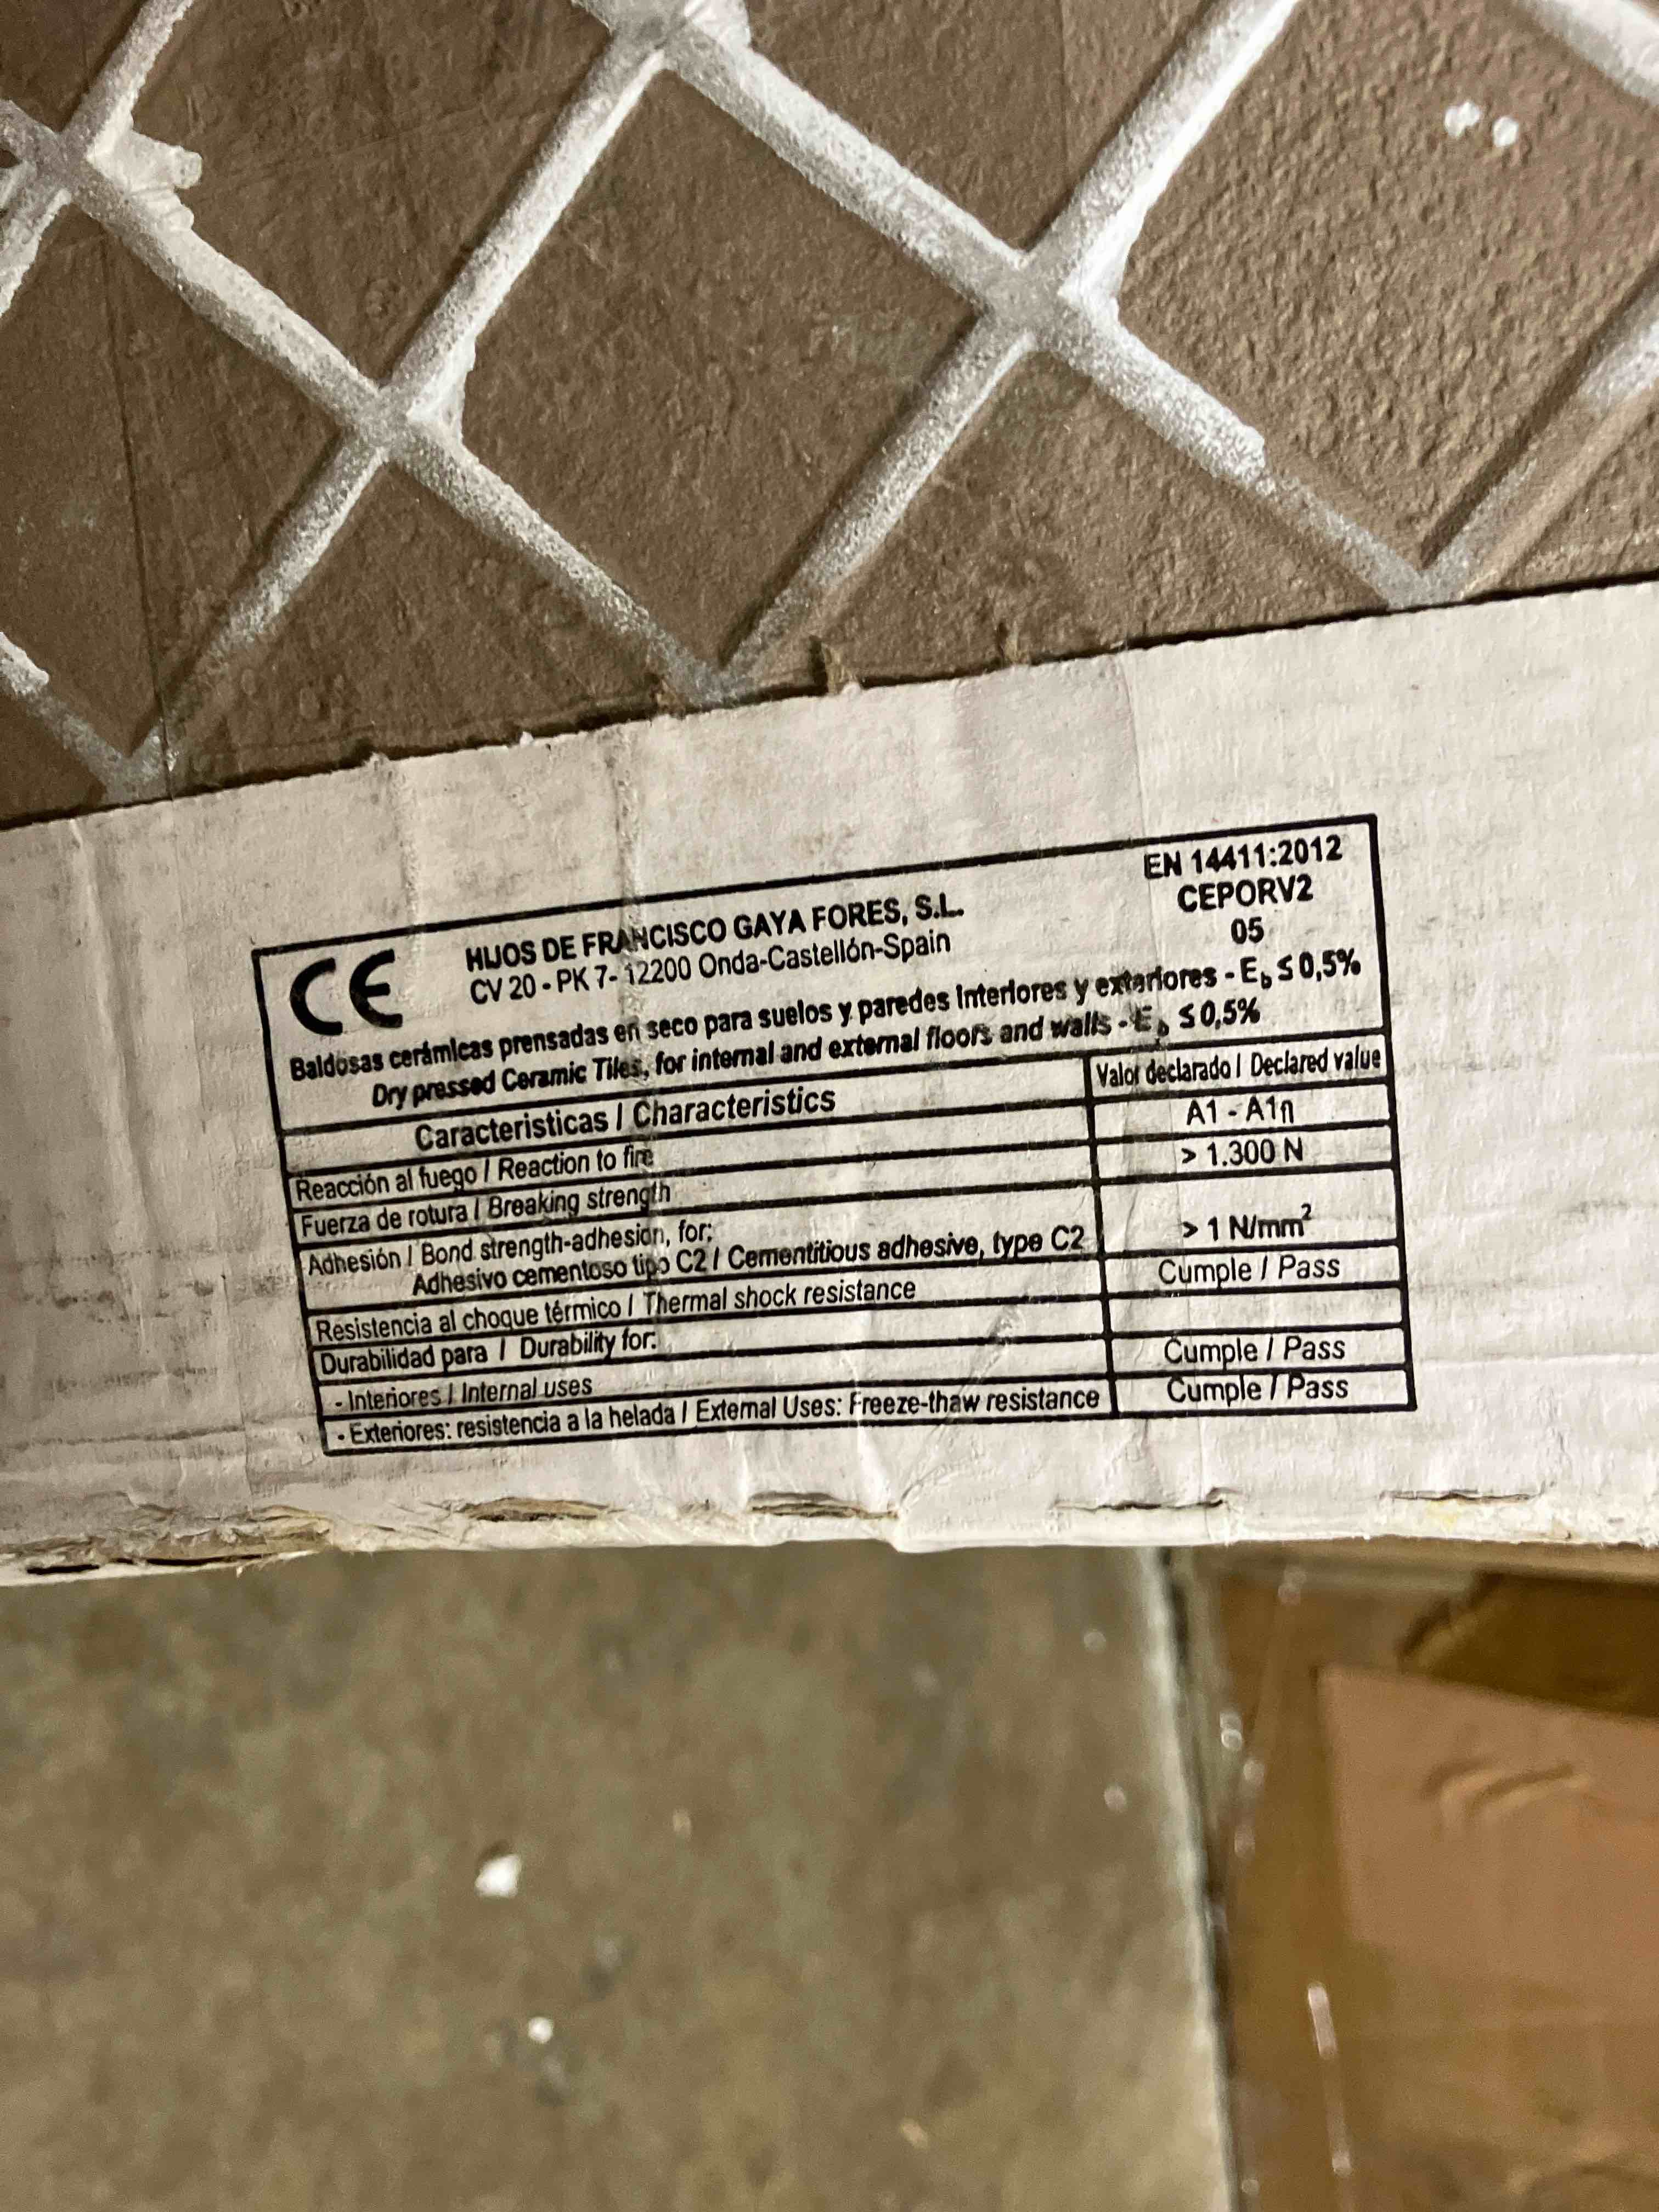 CE
HIJOS DE FRANCISCO GAYA FORES, S.L.
CV 20 - PK 7- 12200 Onda-Castellón-Spain
EN 14411:2012
CEPORV2
05
Baldosas cerámicas prensadas en seco para suelos y paredes interiores y exteriores - Eb ≤ 0,5%
Dry pressed Ceramic Tiles, for internal and external floors and walls - Eb ≤ 0,5%
Caracteristicas / Characteristics
Valor declarado / Declared value
Reacción al fuego / Reaction to fire
A1 - A1fl
Fuerza de rotura / Breaking strength
> 1.300 N
Adhesión / Bond strength-adhesion, for:
Adhesivo cementoso tipo C2 / Cementitious adhesive, type C2
> 1 N/mm²
Resistencia al choque térmico / Thermal shock resistance
Cumple / Pass
Durabilidad para / Durability for:
- Interiores / Internal uses
Cumple / Pass
- Exteriores: resistencia a la helada / External Uses: Freeze-thaw resistance
Cumple / Pass